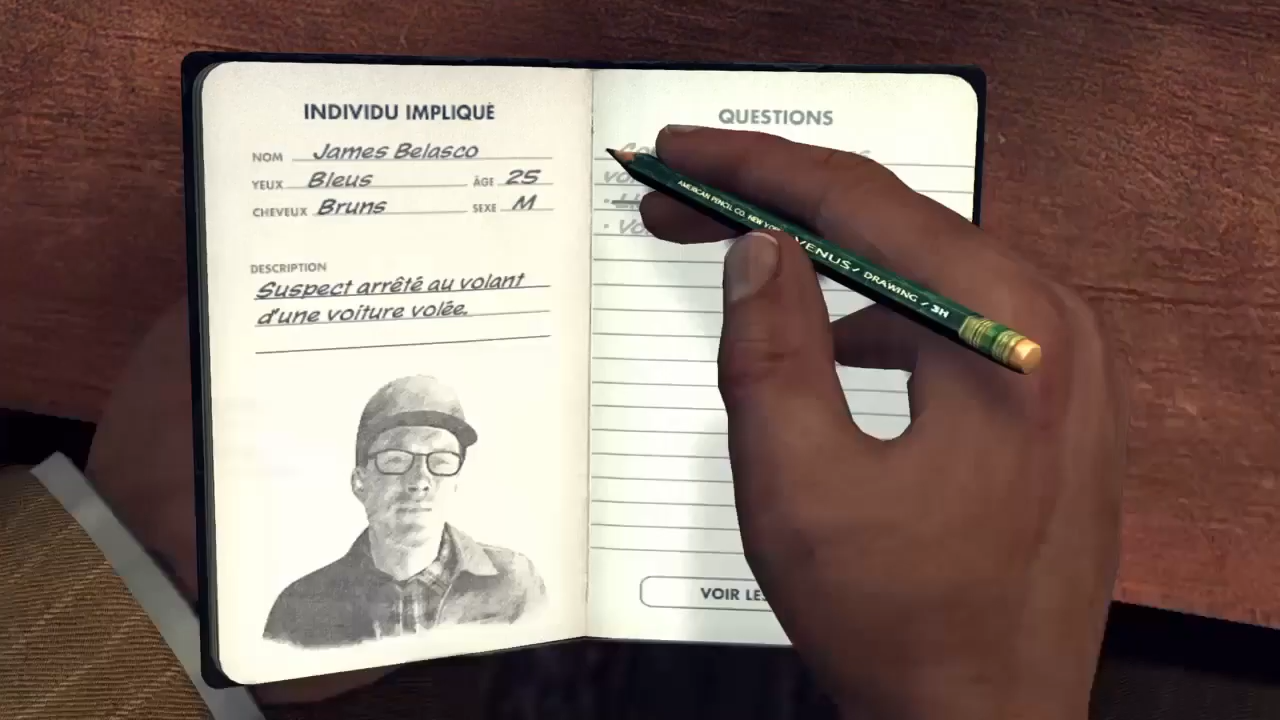 INDIVIDU IMPLIQUÉ
NOM James Belasco
YEUX Bleus ÂGE 25
CHEVEUX Bruns SEXE M
DESCRIPTION
Suspect arrêté au volant
d'une voiture volée.
QUESTIONS
VOIR
AMERICAN PENCIL CO. NEW YORK
VENUS / DRAWING / 3H